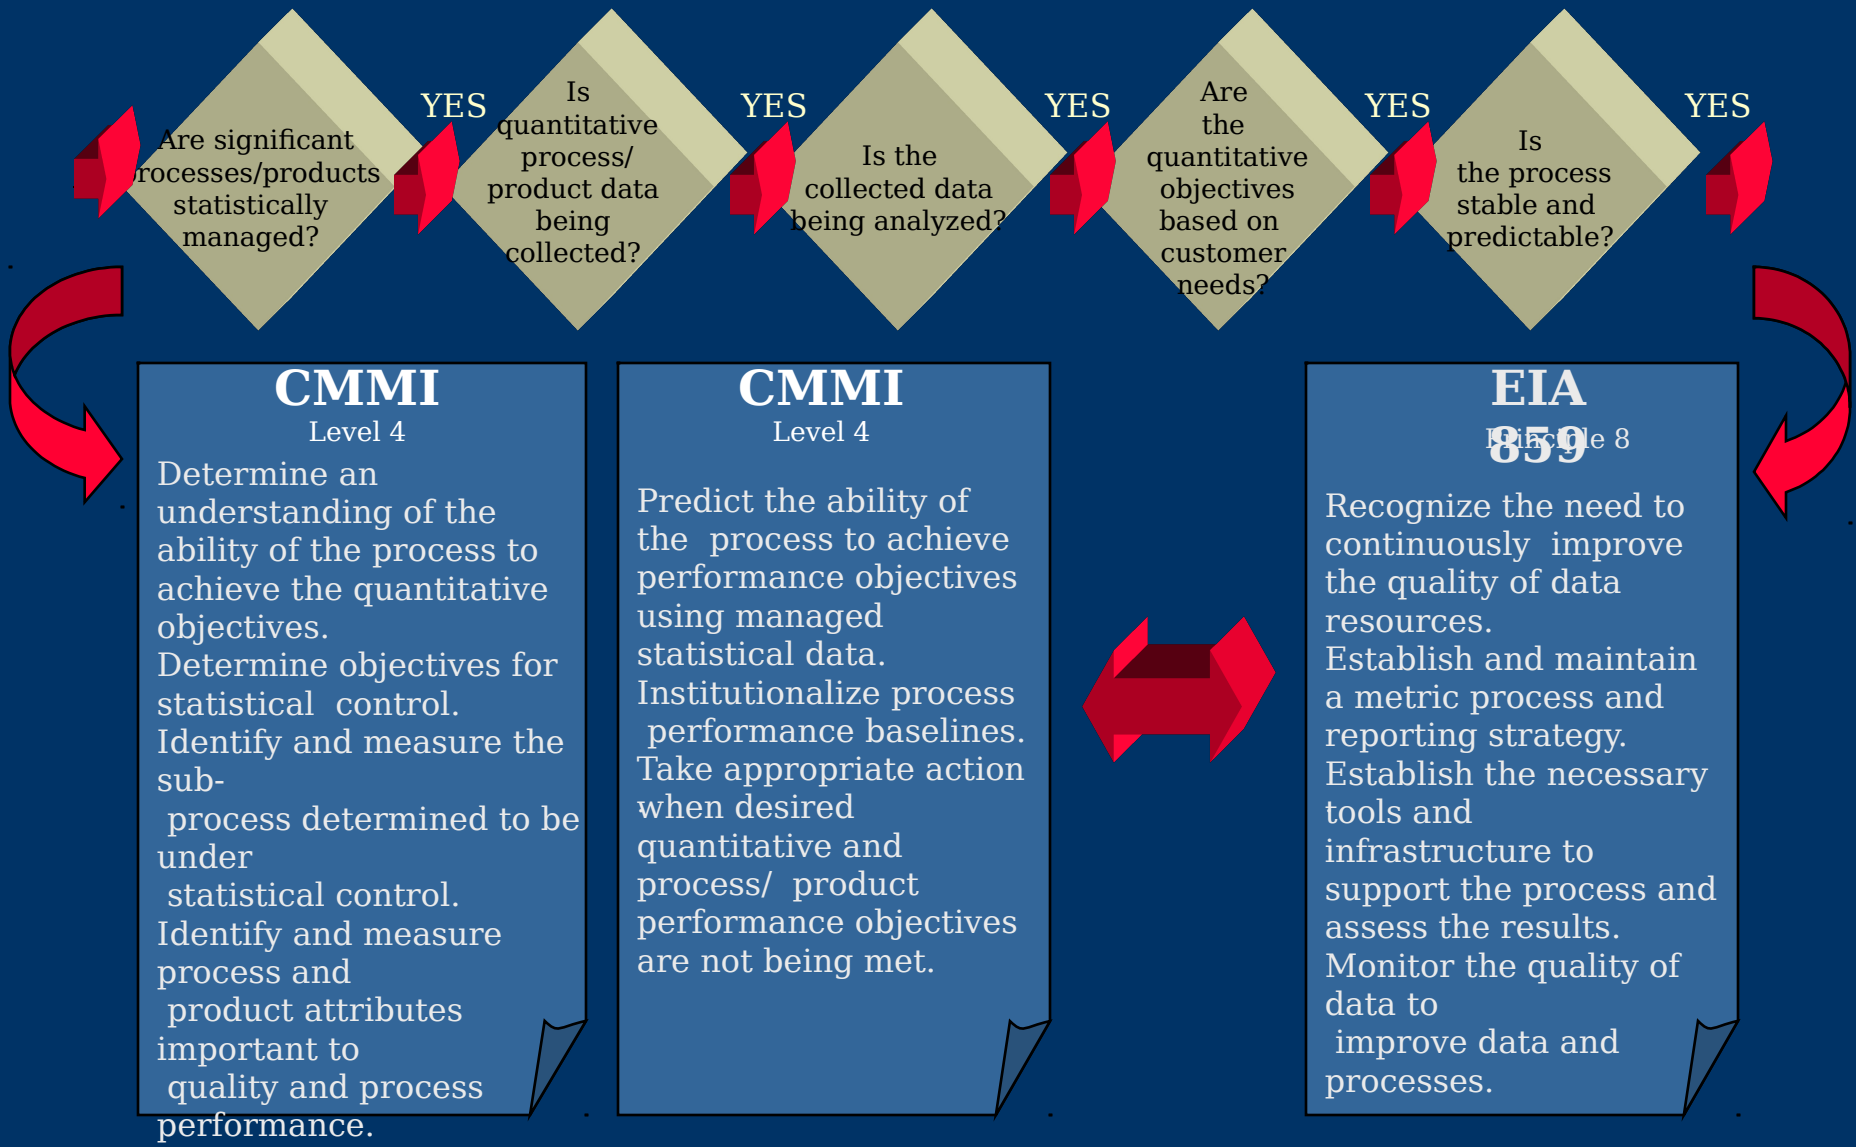 Are significant
processes/products
statistically
managed?
YES
Is
quantitative
process/
product data
being
collected?
YES
Is the
collected data
being analyzed?
YES
Are
the
quantitative
objectives
based on
customer
needs?
YES
Is
the process
stable and
predictable?
YES
CMMI
Level 4
Determine an
understanding of the
ability of the process to
achieve the quantitative
objectives.
Determine objectives for
statistical  control.
Identify and measure the
sub-
process determined to be
under
statistical control.
Identify and measure
process and
product attributes
important to
quality and process
performance.
CMMI
Level 4
Predict the ability of
the  process to achieve
performance objectives
using managed
statistical data.
Institutionalize process
performance baselines.
Take appropriate action
when desired
quantitative and
process/  product
performance objectives
are not being met.
EIA
859
Principle 8
Recognize the need to
continuously  improve
the quality of data
resources.
Establish and maintain
a metric process and
reporting strategy.
Establish the necessary
tools and
infrastructure to
support the process and
assess the results.
Monitor the quality of
data to
improve data and
processes.